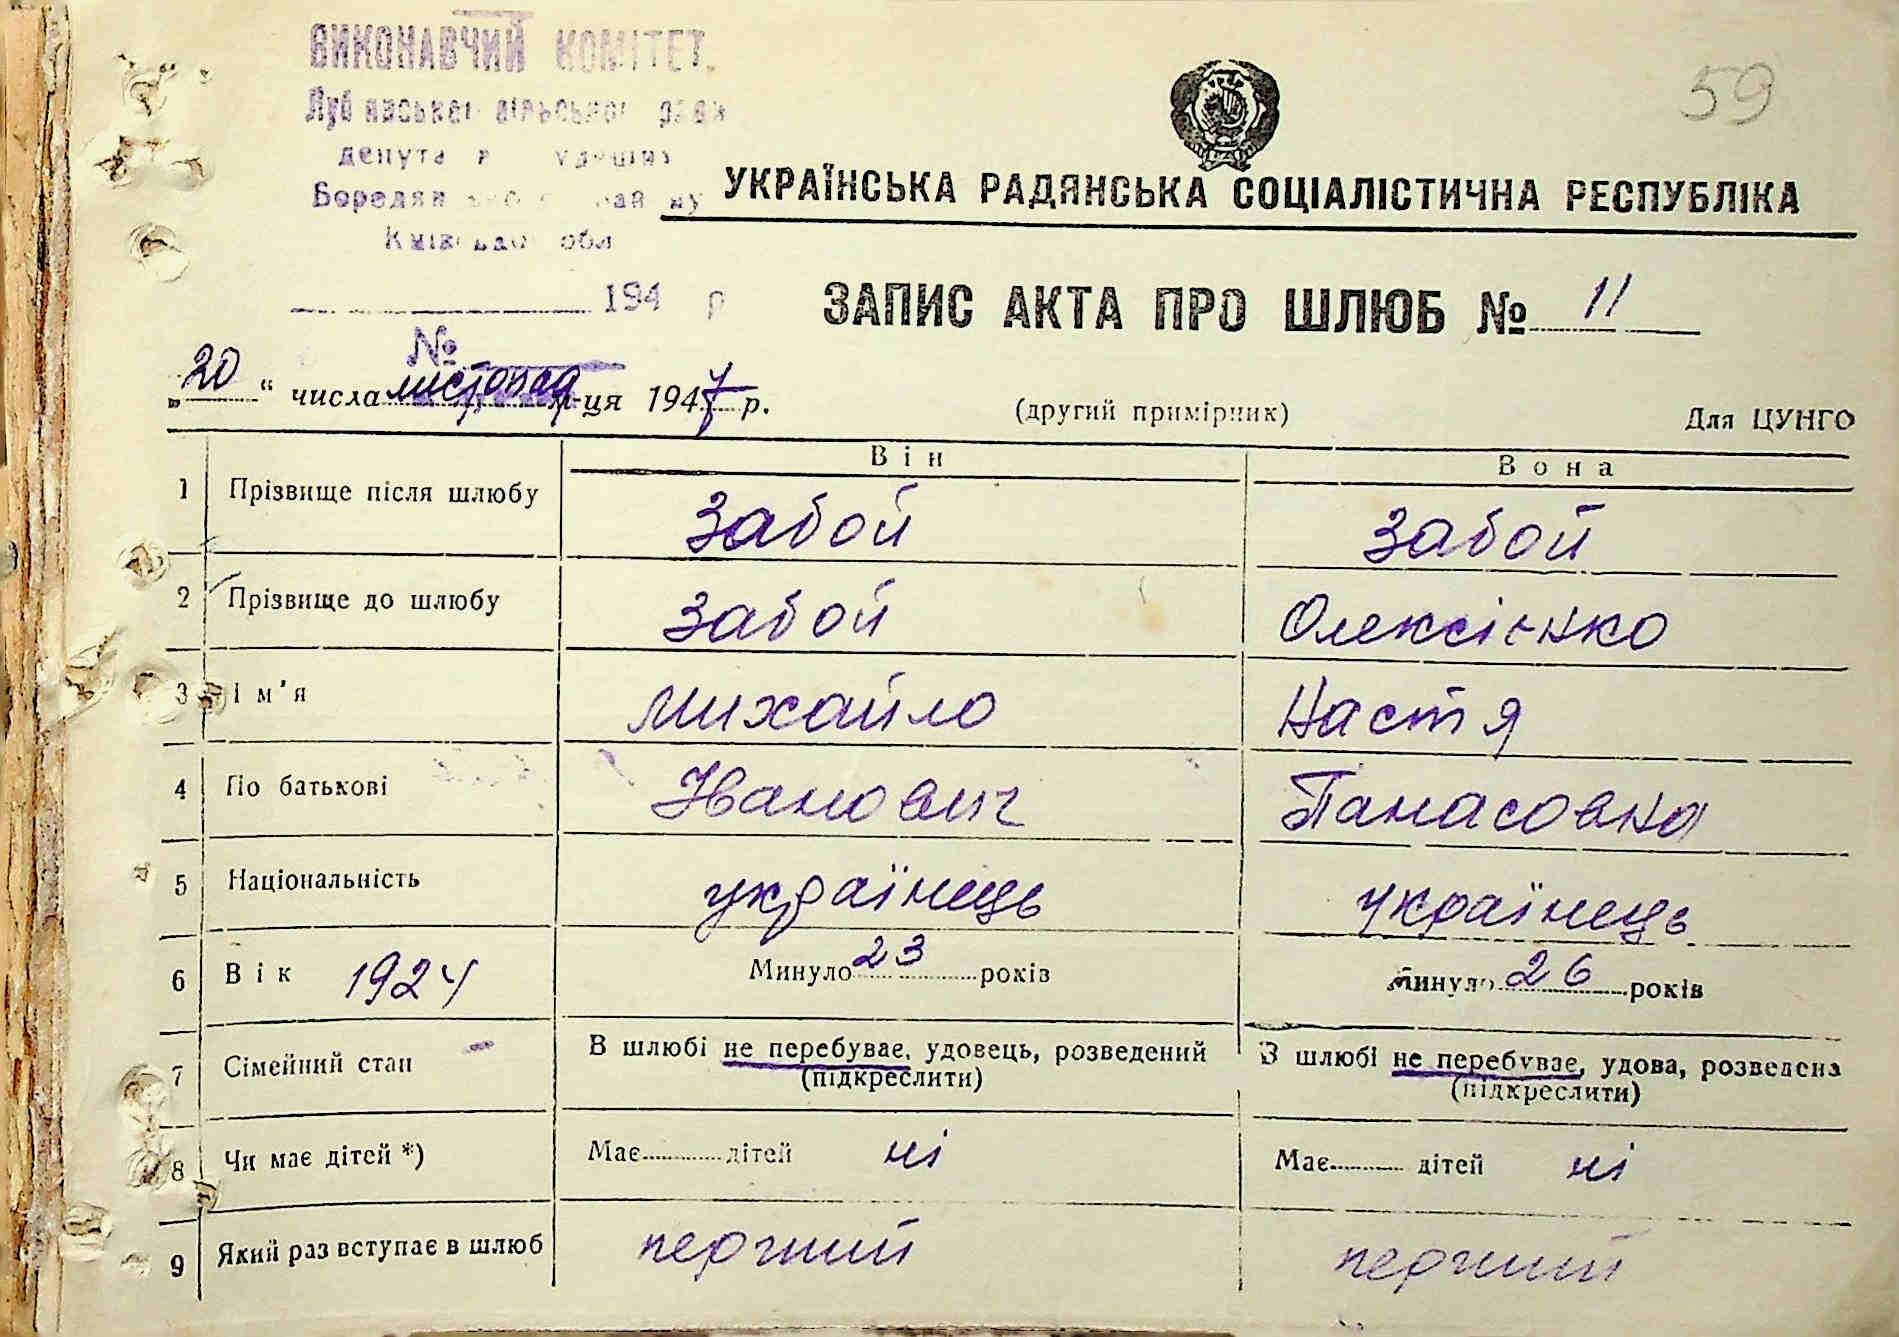 ВИКОНАВЧИЙ КОМІТЕТ
59
УКРАЇНСЬКА РАДЯНСЬКА СОЦІАЛІСТИЧНА РЕСПУБЛІКА
обл
194 р
ЗАПИС АКТА ПРО ШЛЮБ № 11
№
„20“ числа листопад м-ця 1947 р.
(другий примірник)
Для ЦУНГО
Він Вона
1 Прізвище після шлюбу Забой Забой
2 Прізвище до шлюбу Забой Олексієнко
3 Ім'я Михайло Настя
4 По батькові Іванович Панасовна
5 Національність українець українець
6 Вік 1924 Минуло 23 років Минуло 26 років
7 Сімейний стан В шлюбі не перебуває, удовець, розведений В шлюбі не перебуває, удова, розведена
(підкреслити) (підкреслити)
8 Чи має дітей *) Має дітей ні Має дітей ні
9 Який раз вступає в шлюб перший перший